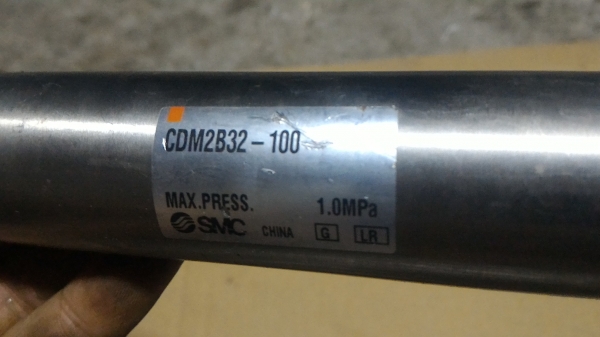 CDM2B32-100
MAX.PRESS. 1.0MPa
SMC CHINA G LR